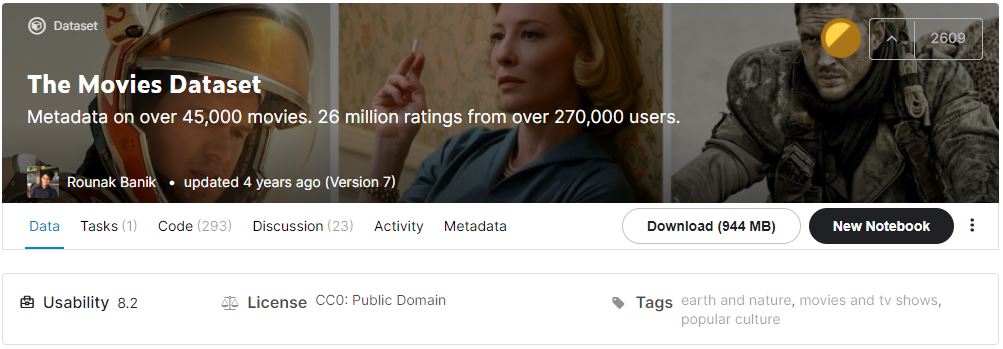 Dataset
2609
The Movies Dataset
Metadata on over 45,000 movies. 26 million ratings from over 270,000 users.
Rounak Banik • updated 4 years ago (Version 7)
Data Tasks (1) Code (293) Discussion (23) Activity Metadata Download (944 MB) New Notebook
Usability 8.2 License CC0: Public Domain Tags earth and nature, movies and tv shows,
popular culture